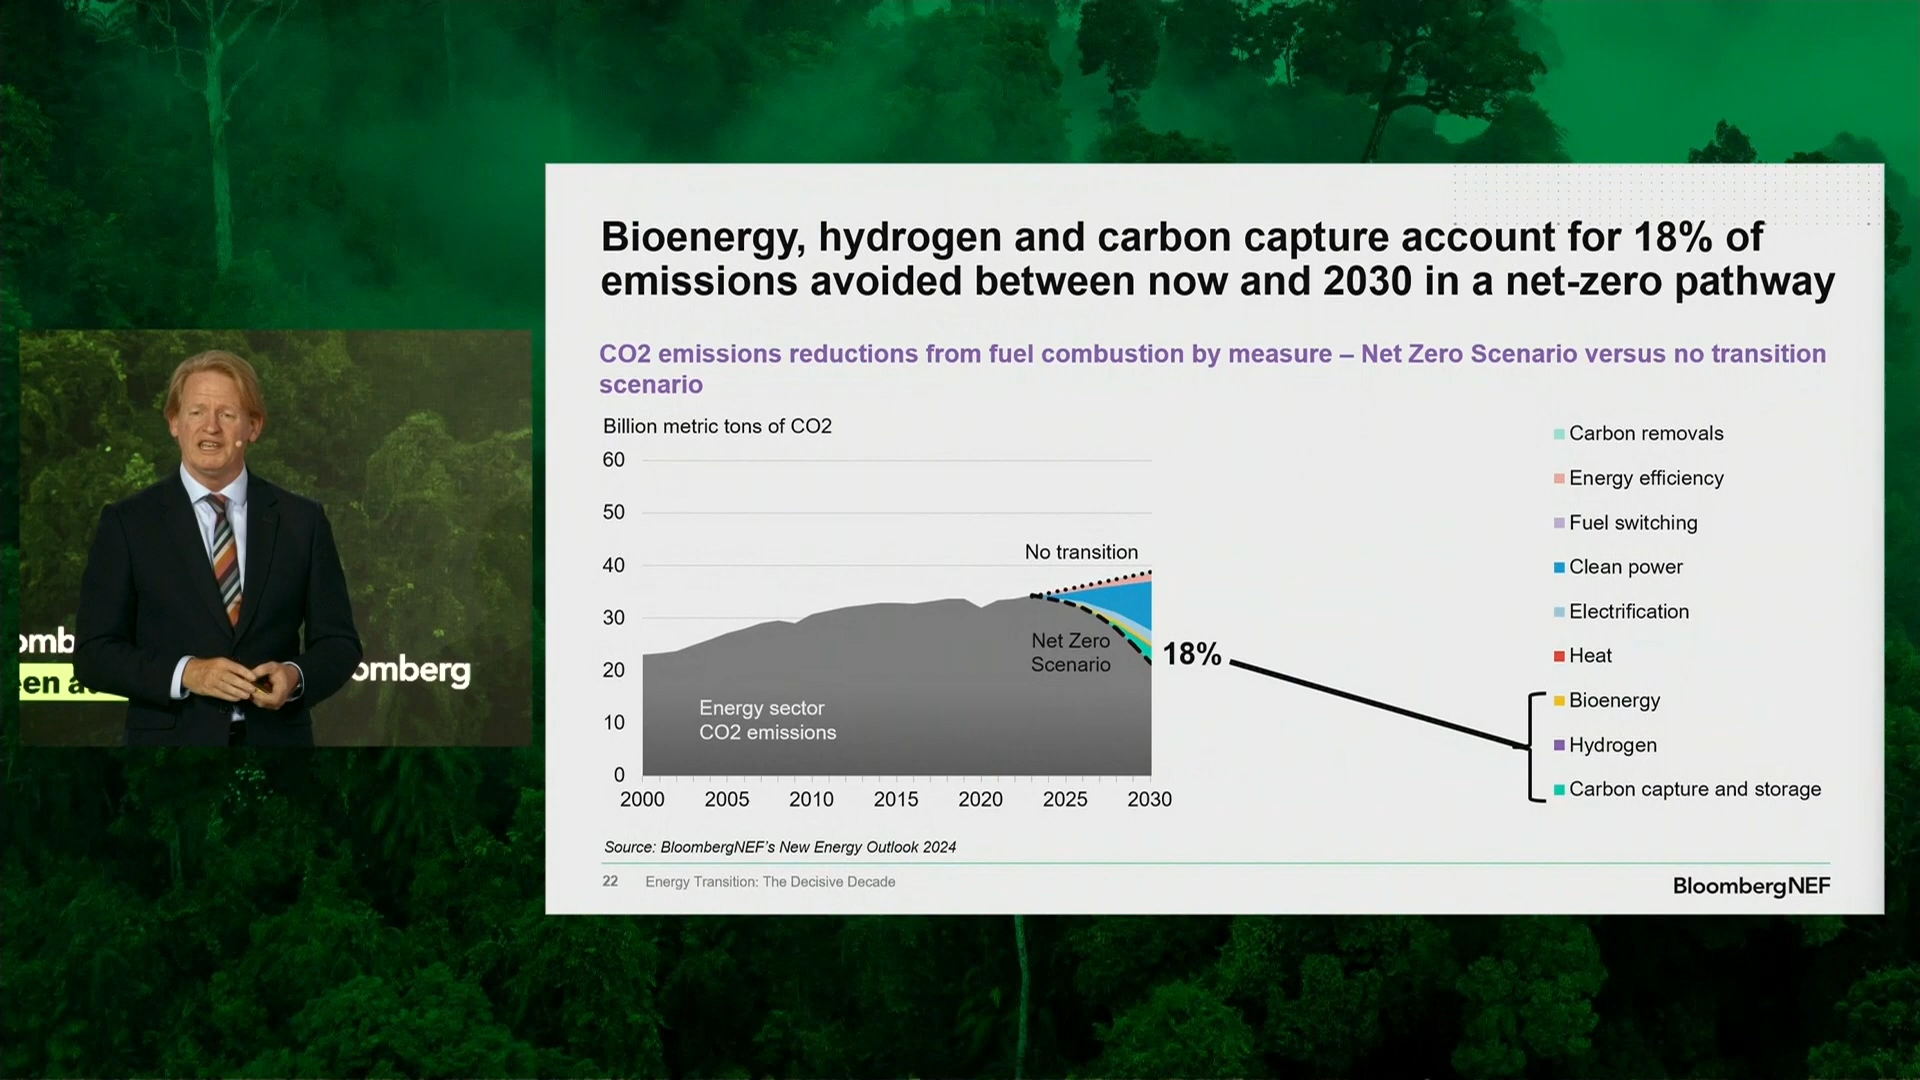 Bioenergy, hydrogen and carbon capture account for 18% of
emissions avoided between now and 2030 in a net-zero pathway
CO2 emissions reductions from fuel combustion by measure – Net Zero Scenario versus no transition
scenario
Billion metric tons of CO2
60
50
40
30
20
10
0
No transition
Net Zero
Scenario
18%
Energy sector
CO2 emissions
2000 2005 2010 2015 2020 2025 2030
Carbon removals
Energy efficiency
Fuel switching
Clean power
Electrification
Heat
Bioenergy
Hydrogen
Carbon capture and storage
Source: BloombergNEF's New Energy Outlook 2024
22 Energy Transition: The Decisive Decade
BloombergNEF
omb
omberg
en a